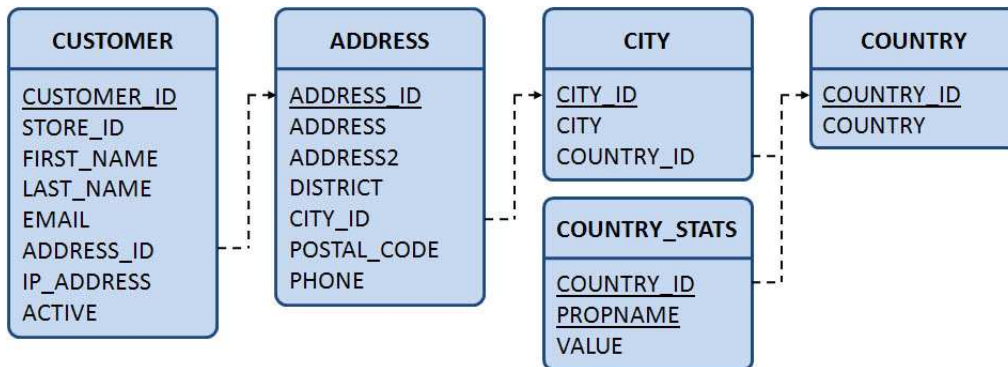 CUSTOMER
CUSTOMER_ID
STORE_ID
FIRST_NAME
LAST_NAME
EMAIL
ADDRESS_ID
IP_ADDRESS
ACTIVE
ADDRESS
ADDRESS_ID
ADDRESS
ADDRESS2
DISTRICT
CITY_ID
POSTAL_CODE
PHONE
CITY
CITY_ID
CITY
COUNTRY_ID
COUNTRY_STATS
COUNTRY_ID
PROPNAME
VALUE
COUNTRY
COUNTRY_ID
COUNTRY